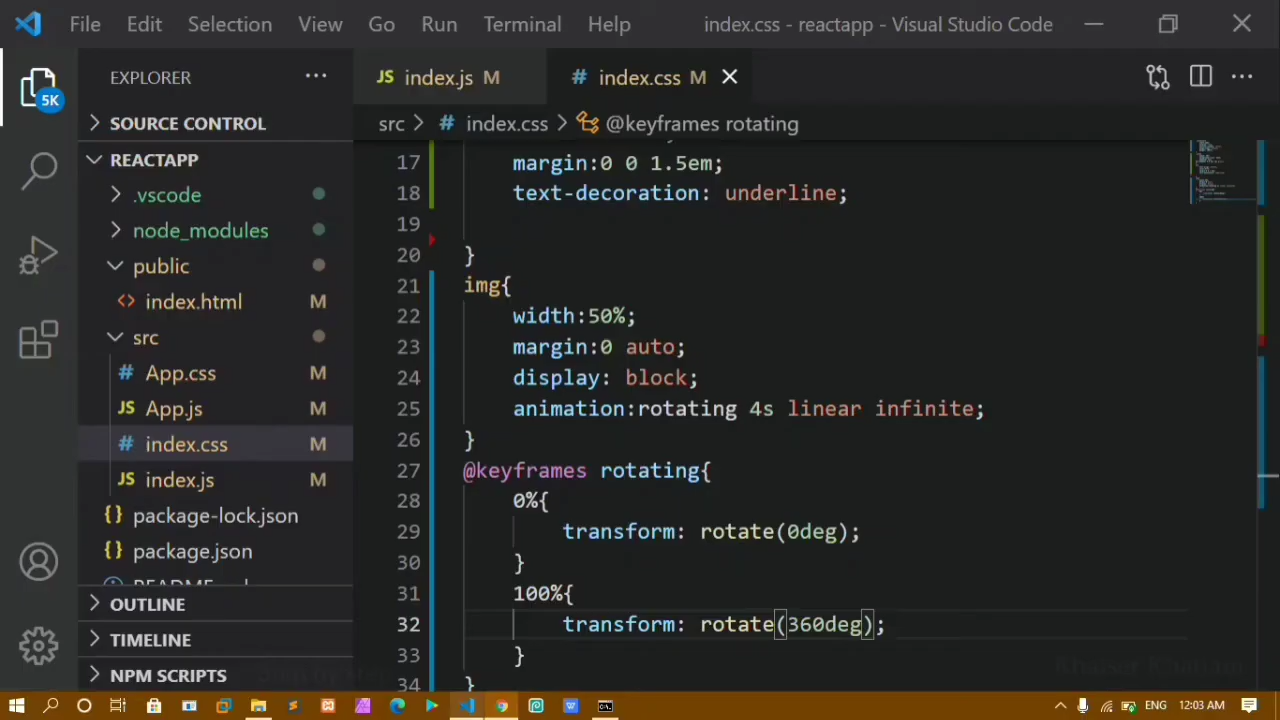 File Edit Selection View Go Run Terminal Help index.css - reactapp - Visual Studio Code
EXPLORER
JS index.js M
# index.css M
5K
SOURCE CONTROL
src > # index.css > @keyframes rotating
REACTAPP
.vscode
node_modules
public
<> index.html M
src
# App.css M
JS App.js M
# index.css M
JS index.js M
{} package-lock.json
{} package.json
OUTLINE
TIMELINE
NPM SCRIPTS
17 margin:0 0 1.5em;
18 text-decoration: underline;
19
20 }
21 img{
22 width:50%;
23 margin:0 auto;
24 display: block;
25 animation:rotating 4s linear infinite;
26 }
27 @keyframes rotating{
28 0%{
29 transform: rotate(0deg);
30 }
31 100%{
32 transform: rotate(360deg);
33 }
34 }
ENG 12:03 AM